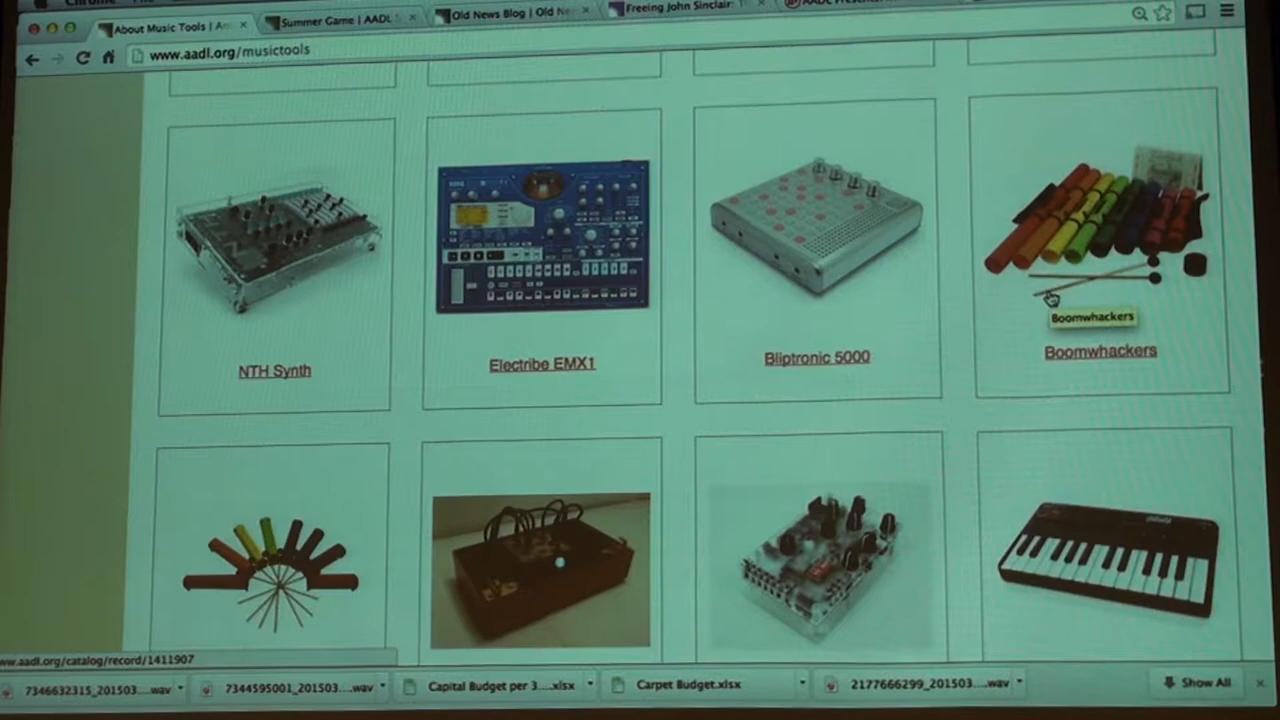 Chrome
About Music Tools | A
Summer Game | AADL
Old News Blog | Old Ne
Freeing John Sinclair:
www.aadl.org/musictools
NTH Synth
Electribe EMX1
Bliptronic 5000
Boomwhackers
Boomwhackers
ww.aadl.org/catalog/record/1411907
7346632315_201503....wav
7344595001_201503....wav
Capital Budget per 3....xlsx
Carpet Budget.xlsx
2177666299_201503....wav
Show All